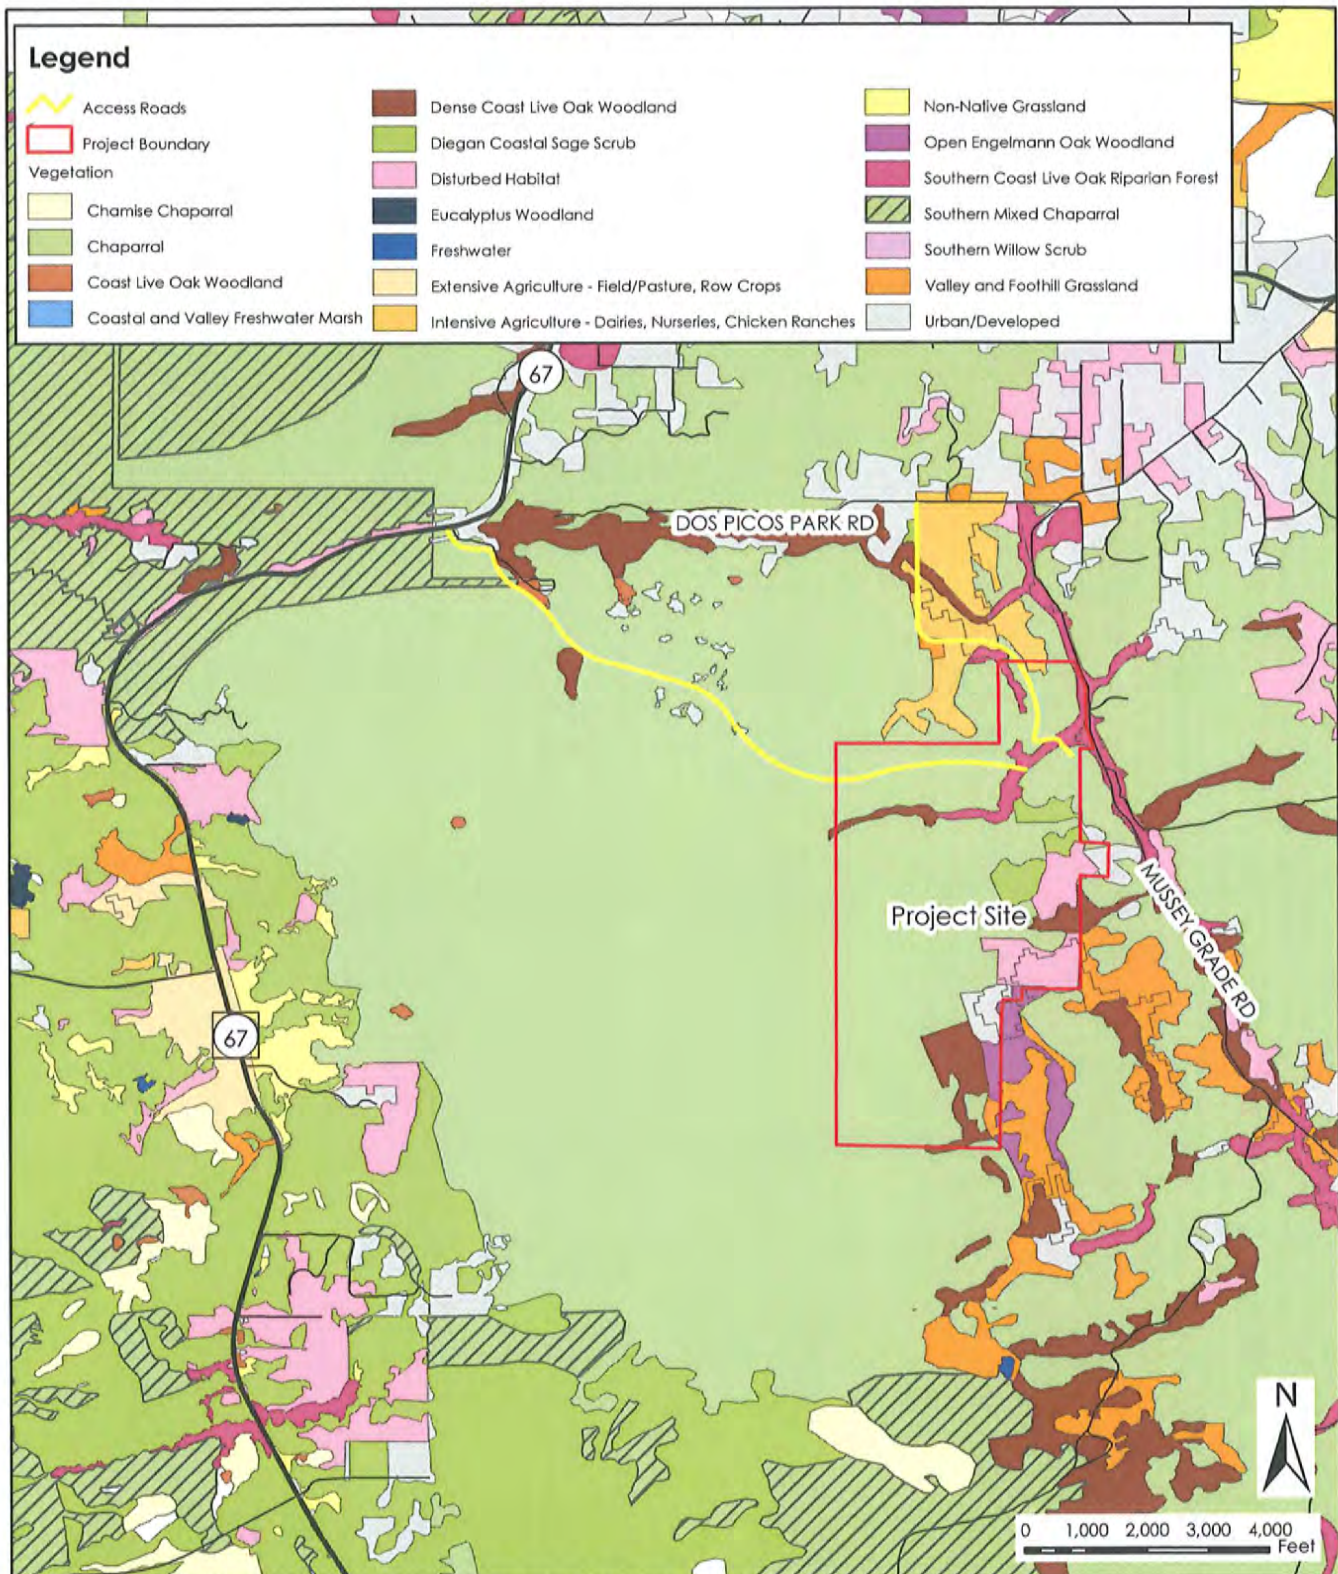 Legend
Access Roads
Project Boundary
Vegetation
Chamise Chaparral
Chaparral
Coast Live Oak Woodland
Coastal and Valley Freshwater Marsh
Dense Coast Live Oak Woodland
Diegan Coastal Sage Scrub
Disturbed Habitat
Eucalyptus Woodland
Freshwater
Extensive Agriculture - Field/Pasture, Row Crops
Intensive Agriculture - Dairies, Nurseries, Chicken Ranches
Non-Native Grassland
Open Engelmann Oak Woodland
Southern Coast Live Oak Riparian Forest
Southern Mixed Chaparral
Southern Willow Scrub
Valley and Foothill Grassland
Urban/Developed
67
DOS PICOS PARK RD
MUSSEY GRADE RD
Project Site
67
N
0 1,000 2,000 3,000 4,000
Feet